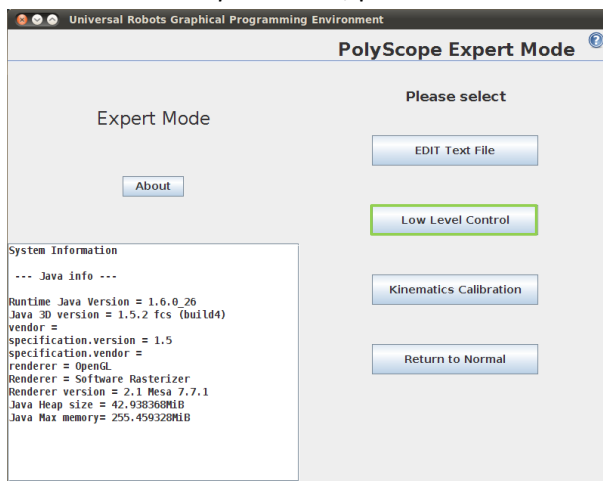 Universal Robots Graphical Programming Environment
PolyScope Expert Mode
Expert Mode
About
System Information
--- Java info ---
Runtime Java Version = 1.6.0_26
Java 3D version = 1.5.2 fcs (build4)
vendor =
specification.version = 1.5
specification.vendor =
renderer = OpenGL
Renderer = Software Rasterizer
Renderer version = 2.1 Mesa 7.7.1
Java Heap size = 42.938368MiB
Java Max memory= 255.459328MiB
Please select
EDIT Text File
Low Level Control
Kinematics Calibration
Return to Normal